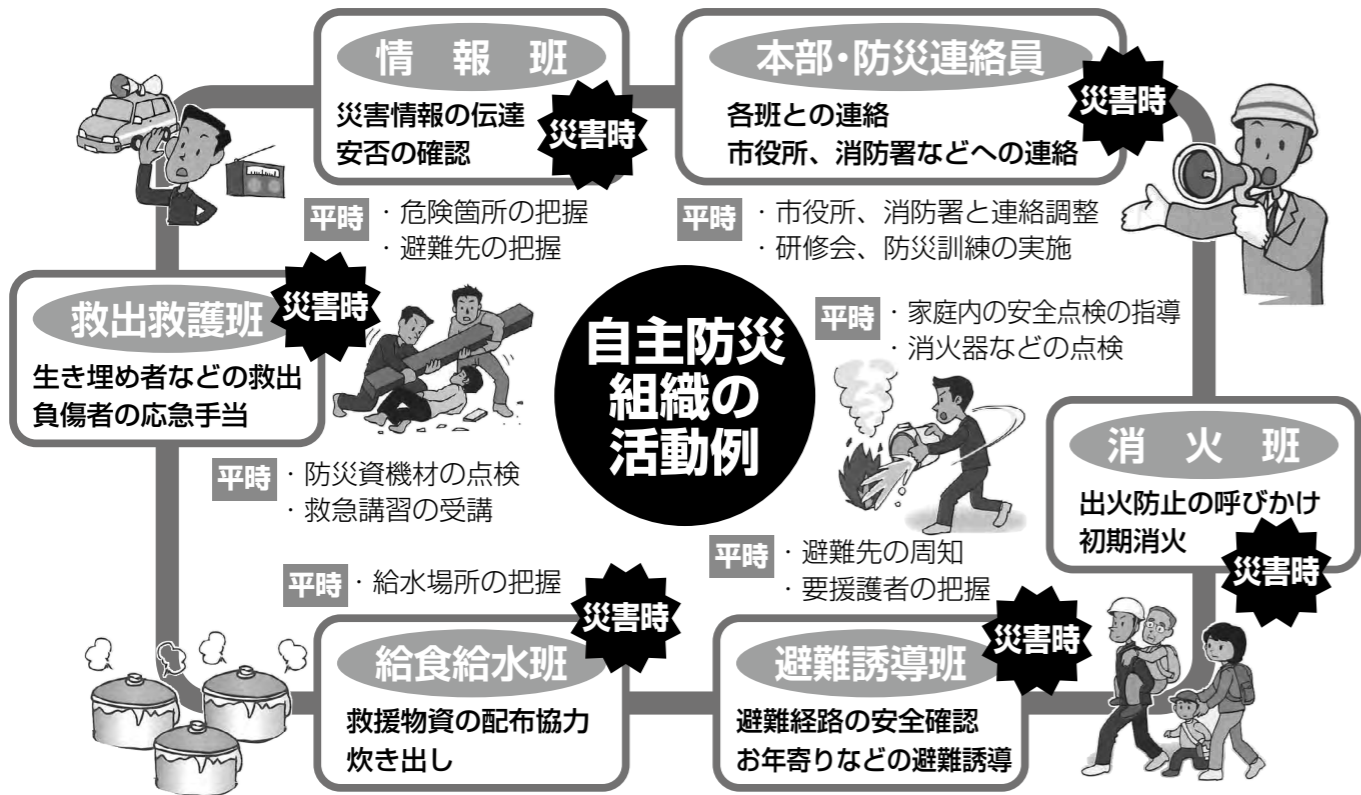 自主防災
組織の
活動例
本部・防災連絡員
災害時
各班との連絡
市役所、消防署などへの連絡
平時
・市役所、消防署と連絡調整
・研修会、防災訓練の実施
消火班
災害時
出火防止の呼びかけ
初期消火
平時
・家庭内の安全点検の指導
・消火器などの点検
避難誘導班
災害時
避難経路の安全確認
お年寄りなどの避難誘導
平時
・避難先の周知
・要援護者の把握
給食給水班
災害時
救援物資の配布協力
炊き出し
平時
・給水場所の把握
救出救護班
災害時
生き埋め者などの救出
負傷者の応急手当
平時
・防災資機材の点検
・救急講習の受講
情報班
災害時
災害情報の伝達
安否の確認
平時
・危険箇所の把握
・避難先の把握